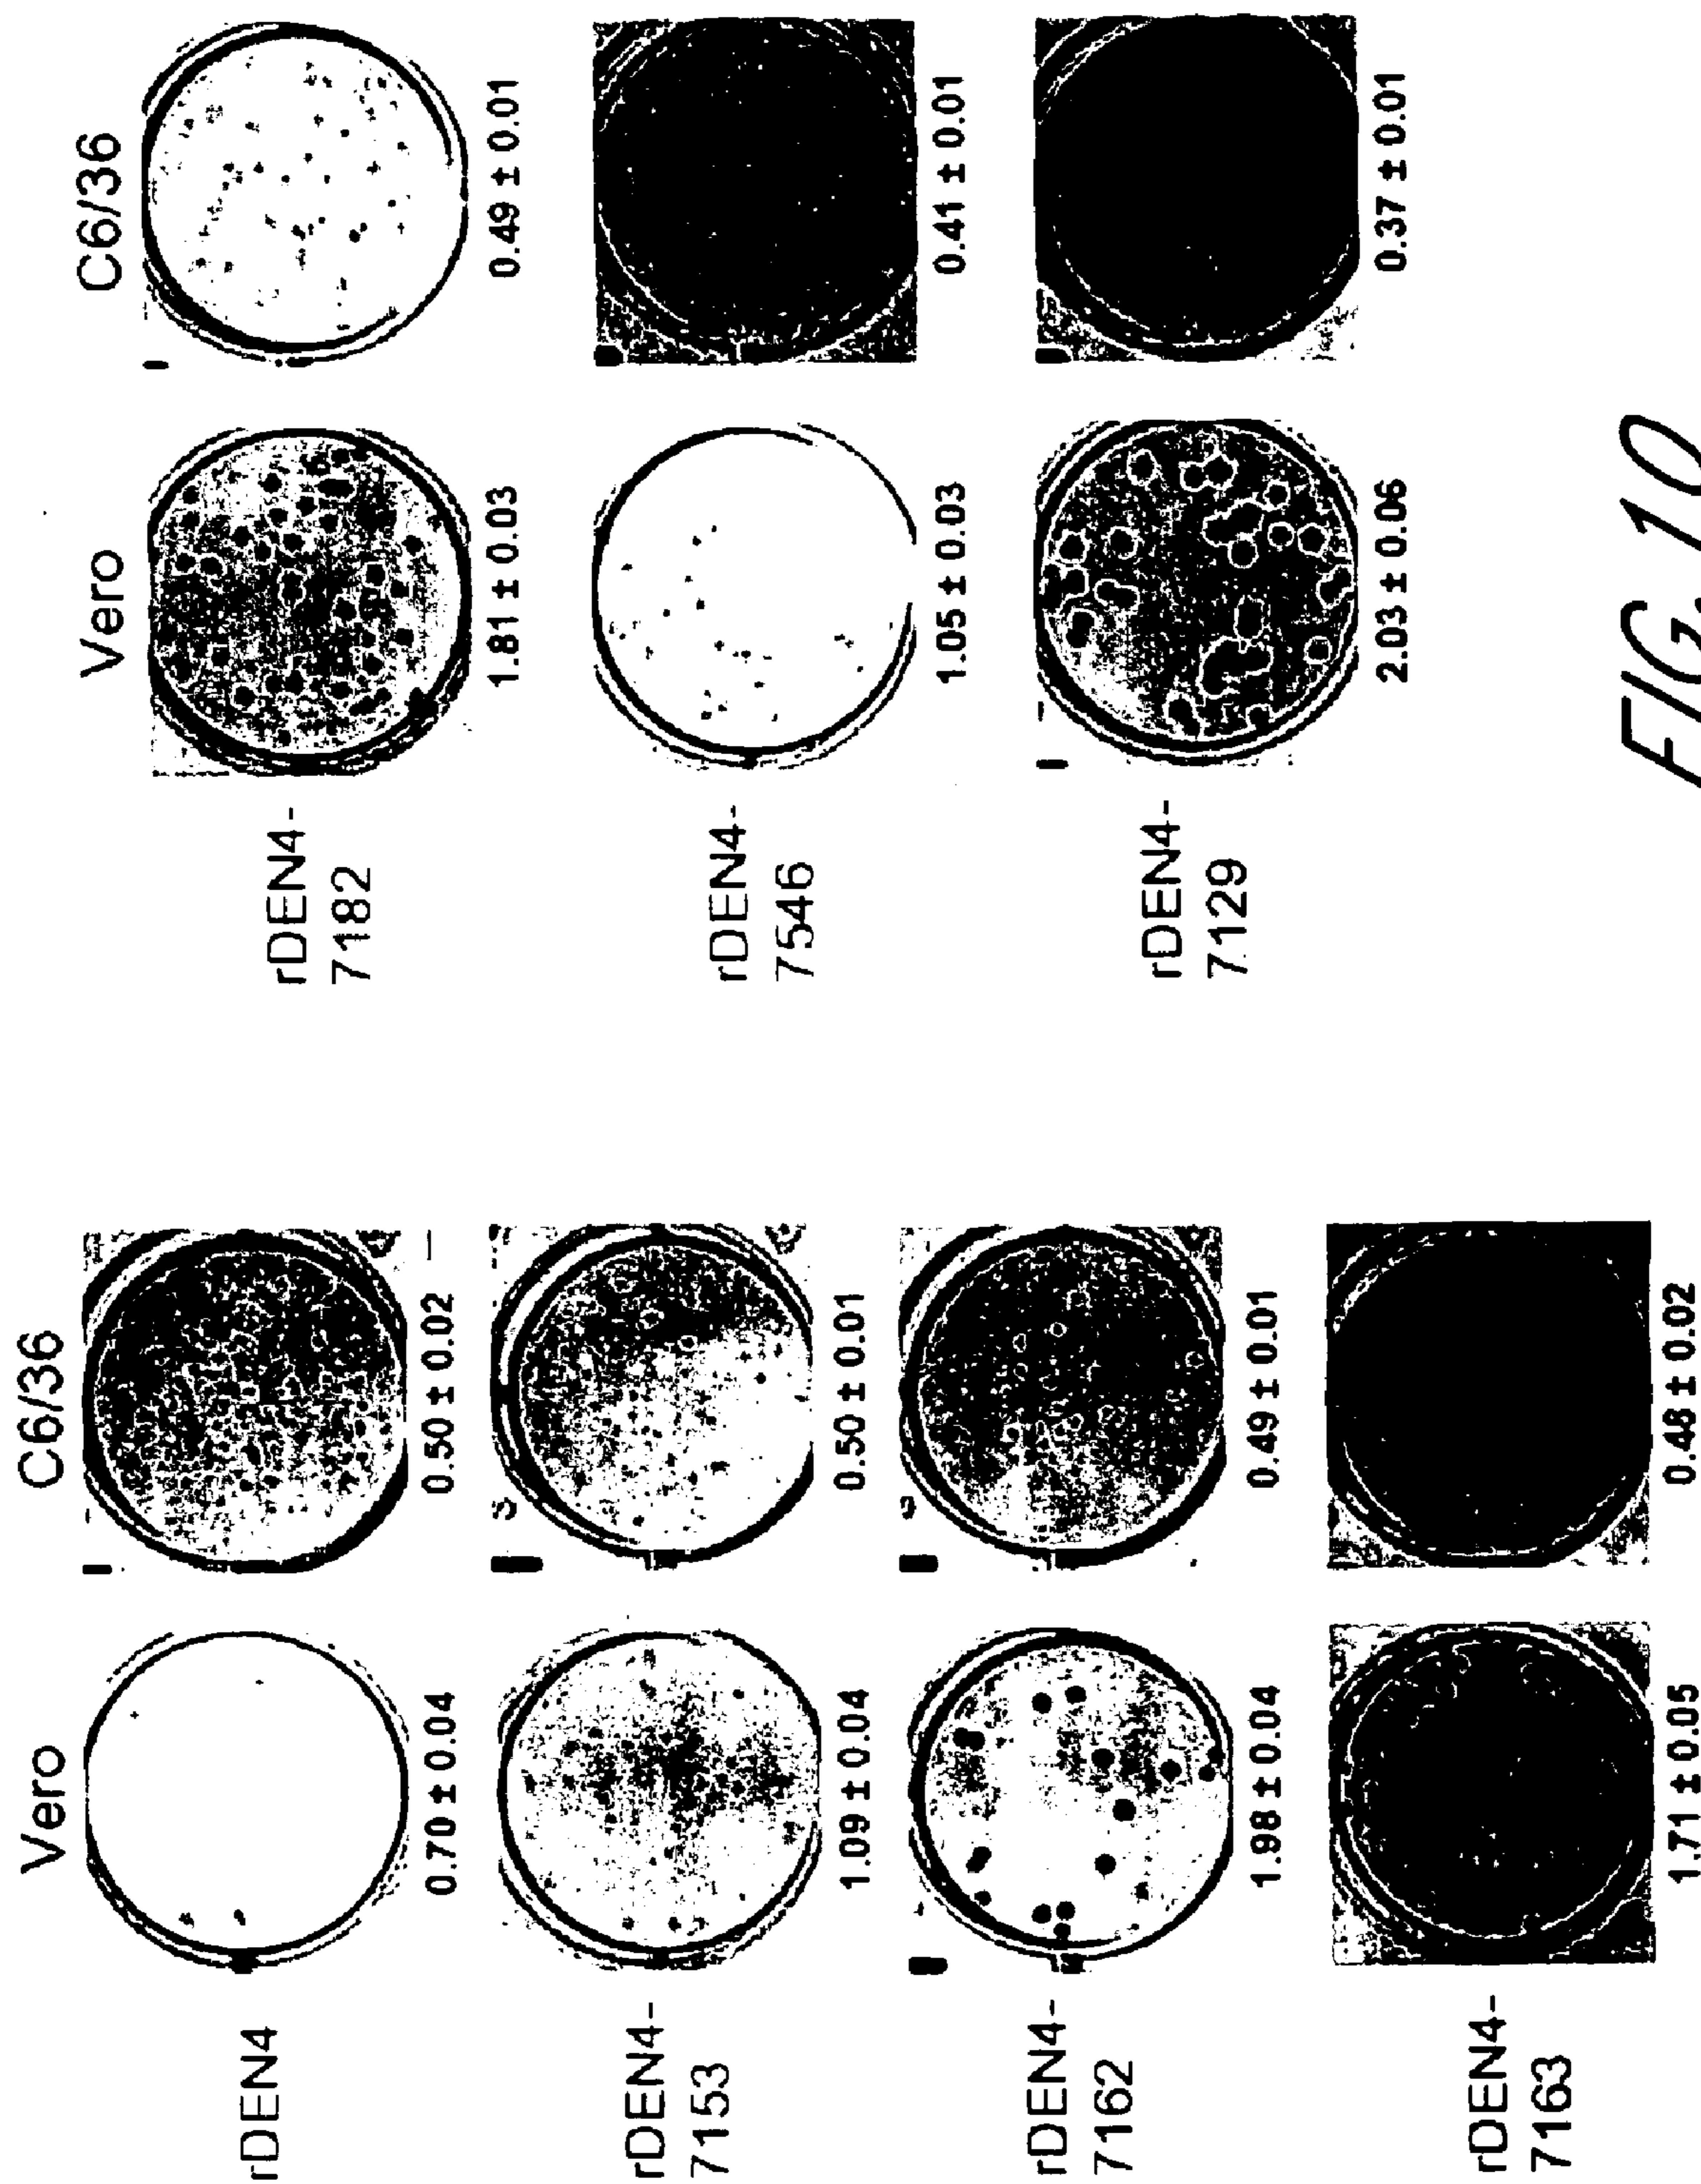 Vero
C6/36
rDEN4
0.70 ± 0.04
0.50 ± 0.02
rDEN4-
7153
1.09 ± 0.04
0.50 ± 0.01
rDEN4-
7162
1.98 ± 0.04
0.49 ± 0.01
rDEN4-
7163
1.71 ± 0.05
0.48 ± 0.02
Vero
C6/36
rDEN4-
7182
1.81 ± 0.03
0.49 ± 0.01
rDEN4-
7546
1.05 ± 0.03
0.41 ± 0.01
rDEN4-
7129
2.03 ± 0.06
0.37 ± 0.01
FIG. 10